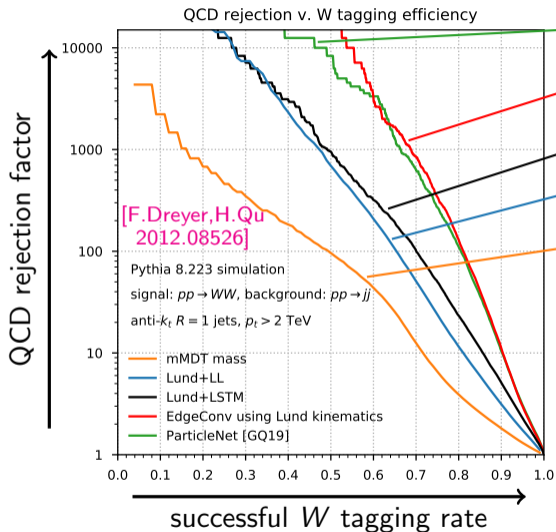 QCD rejection v. W tagging efficiency
QCD rejection factor
10000
1000
100
10
1
[F.Dreyer,H.Qu
2012.08526]
Pythia 8.223 simulation
signal: pp→WW, background: pp→jj
anti-kₜ R = 1 jets, pₜ > 2 TeV
mMDT mass
Lund+LL
Lund+LSTM
EdgeConv using Lund kinematics
ParticleNet [GQ19]
0.0 0.1 0.2 0.3 0.4 0.5 0.6 0.7 0.8 0.9 1.0
successful W tagging rate